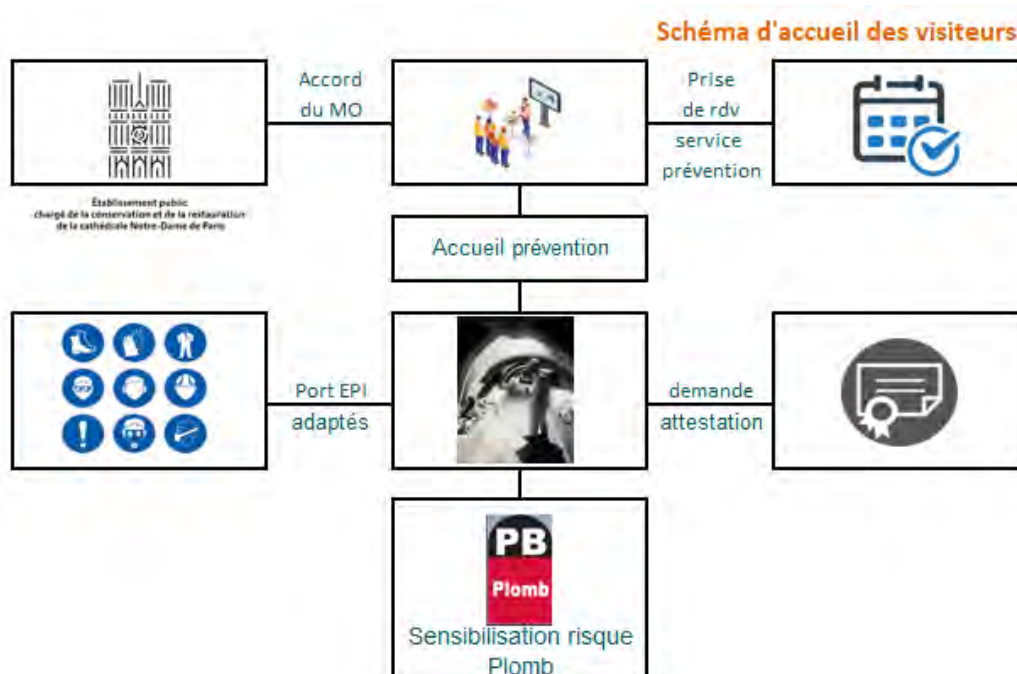 Schéma d'accueil des visiteurs
Accord
du MO
Prise
de rdv
service
prévention
Établissement public
chargé de la conservation et de la restauration
de la cathédrale Notre-Dame de Paris
Accueil prévention
Port EPI
adaptés
demande
attestation
PB
Plomb
Sensibilisation risque
Plomb